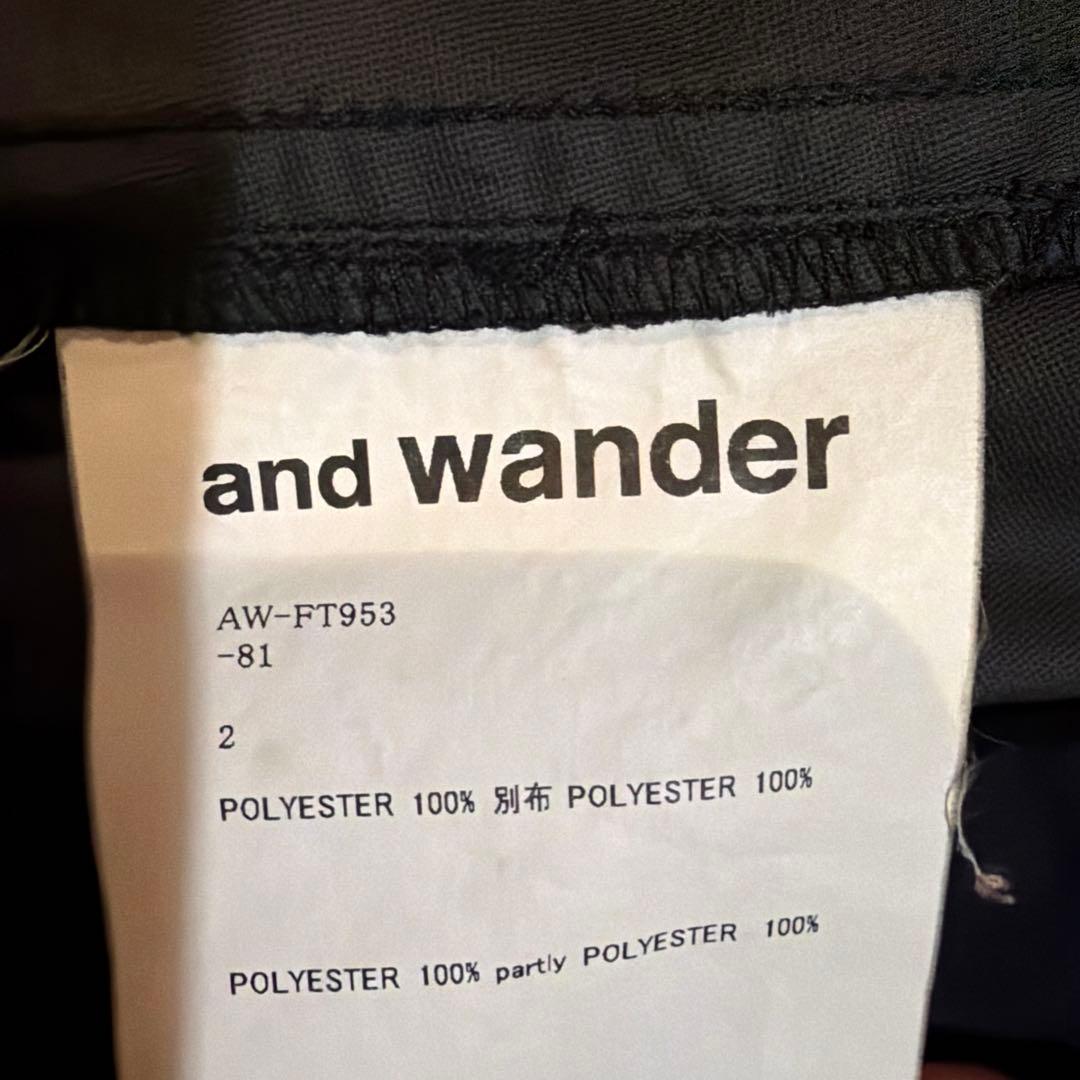 and wander
AW-FT953
-81
2
POLYESTER 100% 別布 POLYESTER 100%
POLYESTER 100% partly POLYESTER 100%